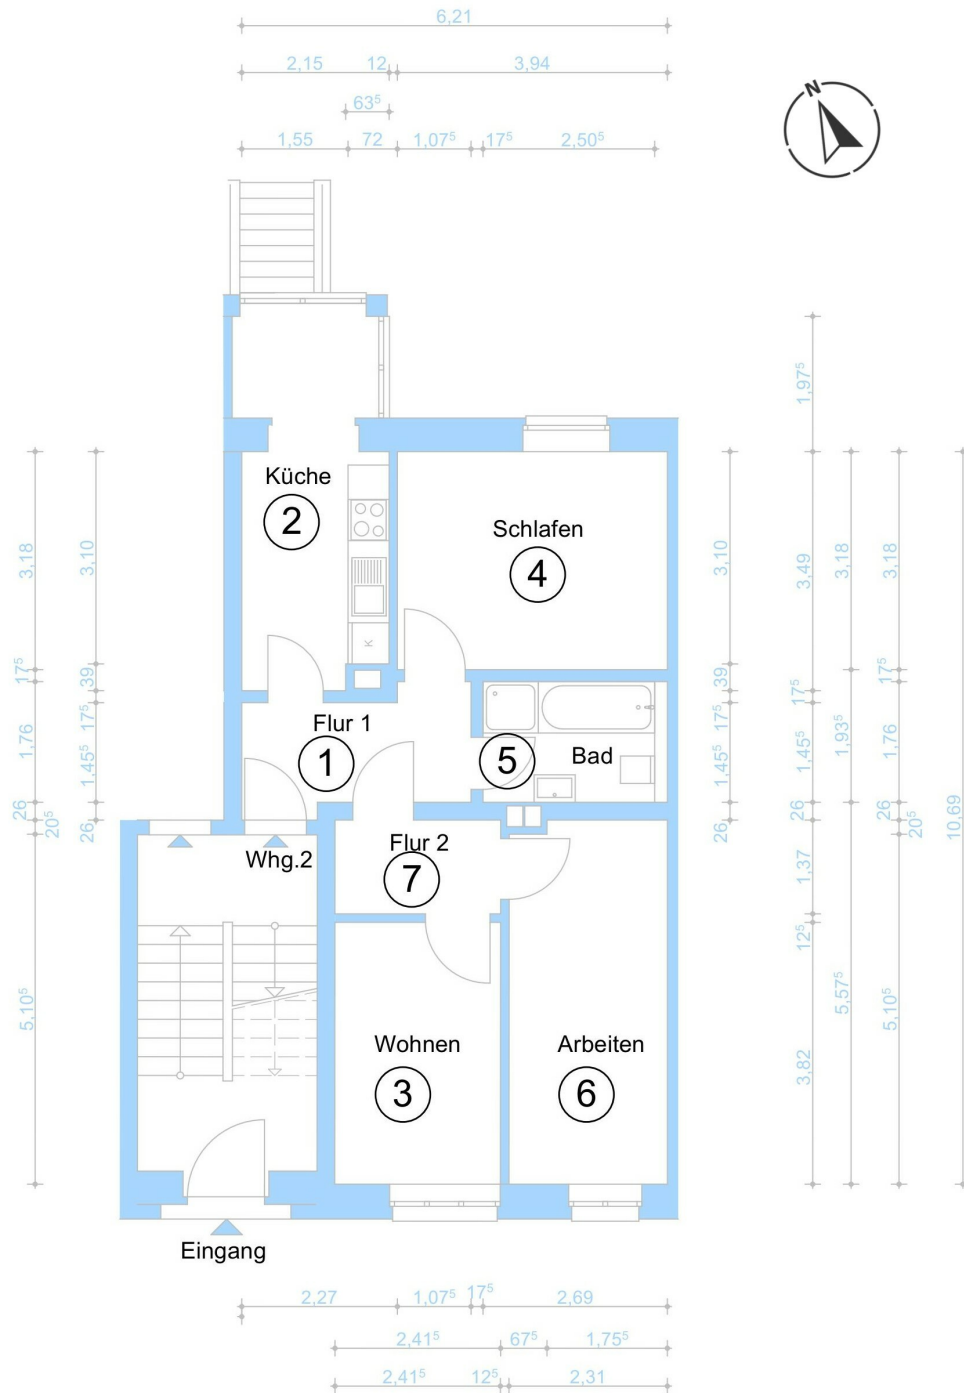 6,21
2,15 12 3,94
63⁵
1,55 72 1,07⁵ 17⁵ 2,50⁵
N
1,97⁵
Küche
2
Schlafen
4
K
3,18
17⁵
1,76
26
20⁵
5,10⁵
3,10
39
17⁵
1,45⁵
26
Flur 1
1
5
Bad
Whg.2
Flur 2
7
Wohnen
3
Arbeiten
6
Eingang
3,10
39
17⁵
1,45⁵
26
3,49
17⁵
1,45⁵
26
1,37
12⁵
3,82
3,18
1,93⁵
5,57⁵
3,18
17⁵
1,76
26
20⁵
5,10⁵
10,69
2,27 1,07⁵ 17⁵ 2,69
2,41⁵ 67⁵ 1,75⁵
2,41⁵ 12⁵ 2,31